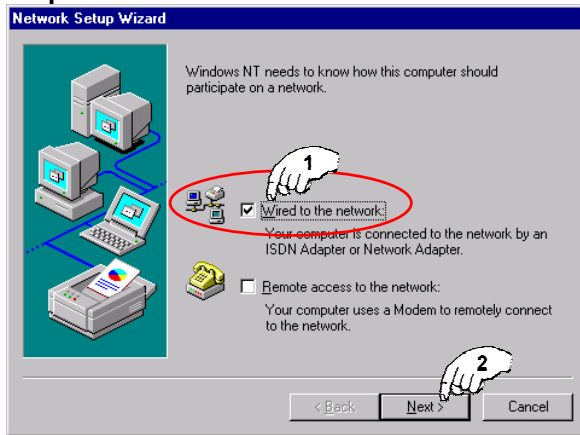 Network Setup Wizard
Windows NT needs to know how this computer should
participate on a network.
1
Wired to the network:
Your computer is connected to the network by an
ISDN Adapter or Network Adapter.
Remote access to the network:
Your computer uses a Modem to remotely connect
to the network.
2
< Back
Next >
Cancel